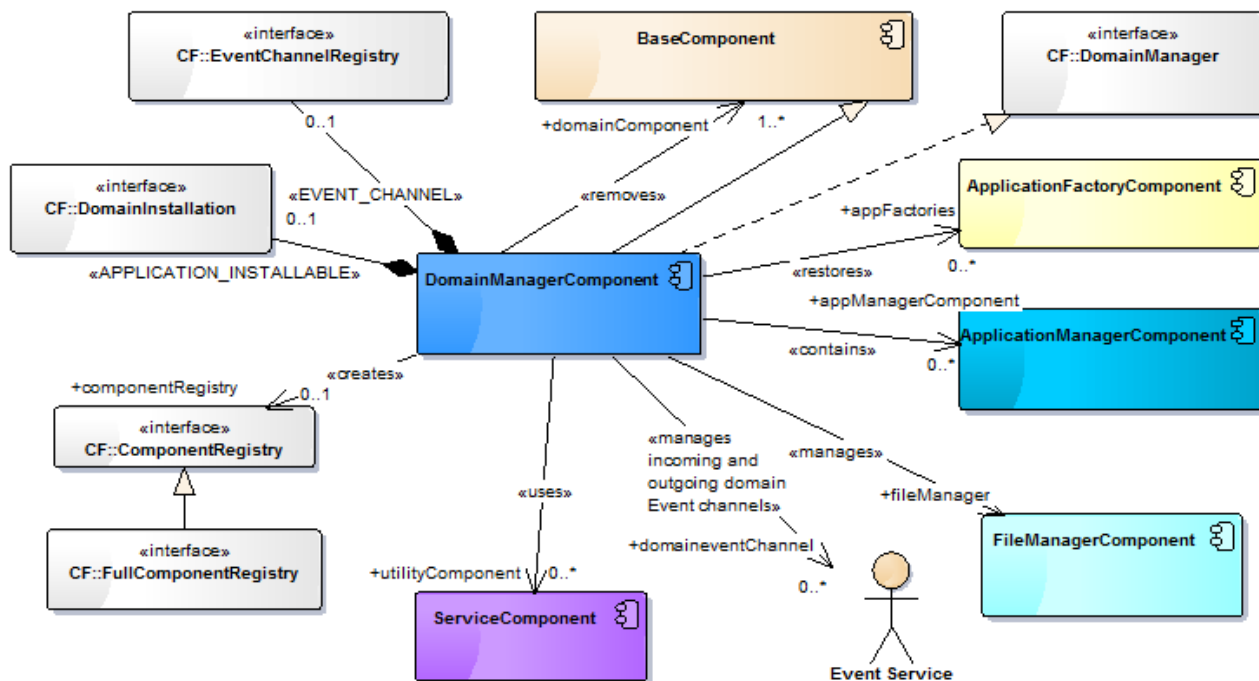 «interface»
CF::EventChannelRegistry
BaseComponent
«interface»
CF::DomainManager
0..1
+domainComponent
1..*
«interface»
CF::DomainInstallation
«EVENT_CHANNEL»
0..1
«removes»
ApplicationFactoryComponent
+appFactories
«APPLICATION_INSTALLABLE»
DomainManagerComponent
«restores»
0..*
+appManagerComponent
ApplicationManagerComponent
«contains»
0..*
«creates»
+componentRegistry
0..1
«interface»
CF::ComponentRegistry
«manages
incoming and
outgoing domain
Event channels»
«manages»
«uses»
+fileManager
«interface»
CF::FullComponentRegistry
+domaineventChannel
FileManagerComponent
+utilityComponent
0..*
0..*
ServiceComponent
Event Service